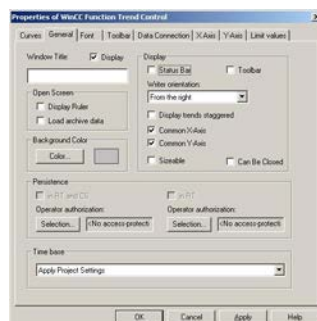 Properties of WinCC Function Trend Control
Curves General Font Toolbar Data Connection X Axis Y Axis Limit values
Window Title: Display
Display
Status Bar Toolbar
Writer orientation:
From the right
Open Screen
Display Ruler
Load archive data
Display trends staggered
Common X-Axis
Common Y-Axis
Background Color
Color...
Sizeable Can Be Closed
Persistence
in RT and CS in RT
Operator authorization: Operator authorization:
Selection... <No access-protecti Selection... <No access-protecti
Time base
Apply Project Settings
OK Cancel Apply Help